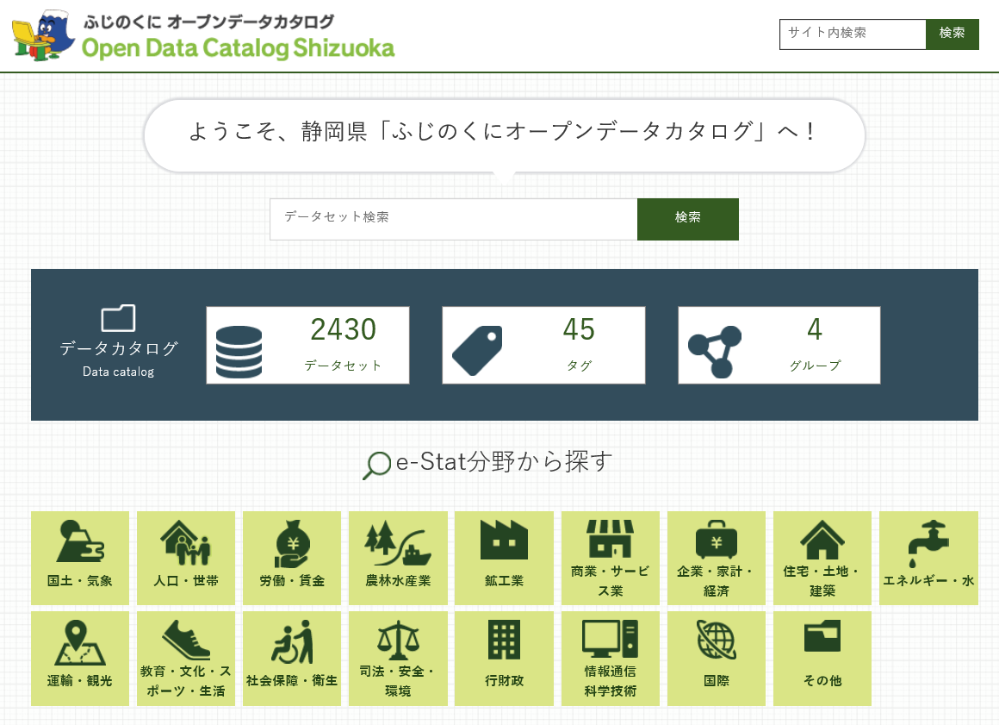 ふじのくに オープンデータカタログ
Open Data Catalog Shizuoka
サイト内検索
検索
ようこそ、静岡県「ふじのくにオープンデータカタログ」へ！
データセット検索
検索
データカタログ
Data catalog
2430
データセット
45
タグ
4
グループ
e-Stat分野から探す
国土・気象
人口・世帯
¥
労働・賃金
農林水産業
鉱工業
商業・サービ
ス業
¥
企業・家計・
経済
住宅・土地・
建築
エネルギー・水
運輸・観光
教育・文化・ス
ポーツ・生活
社会保障・衛生
司法・安全・
環境
行財政
情報通信
科学技術
国際
その他